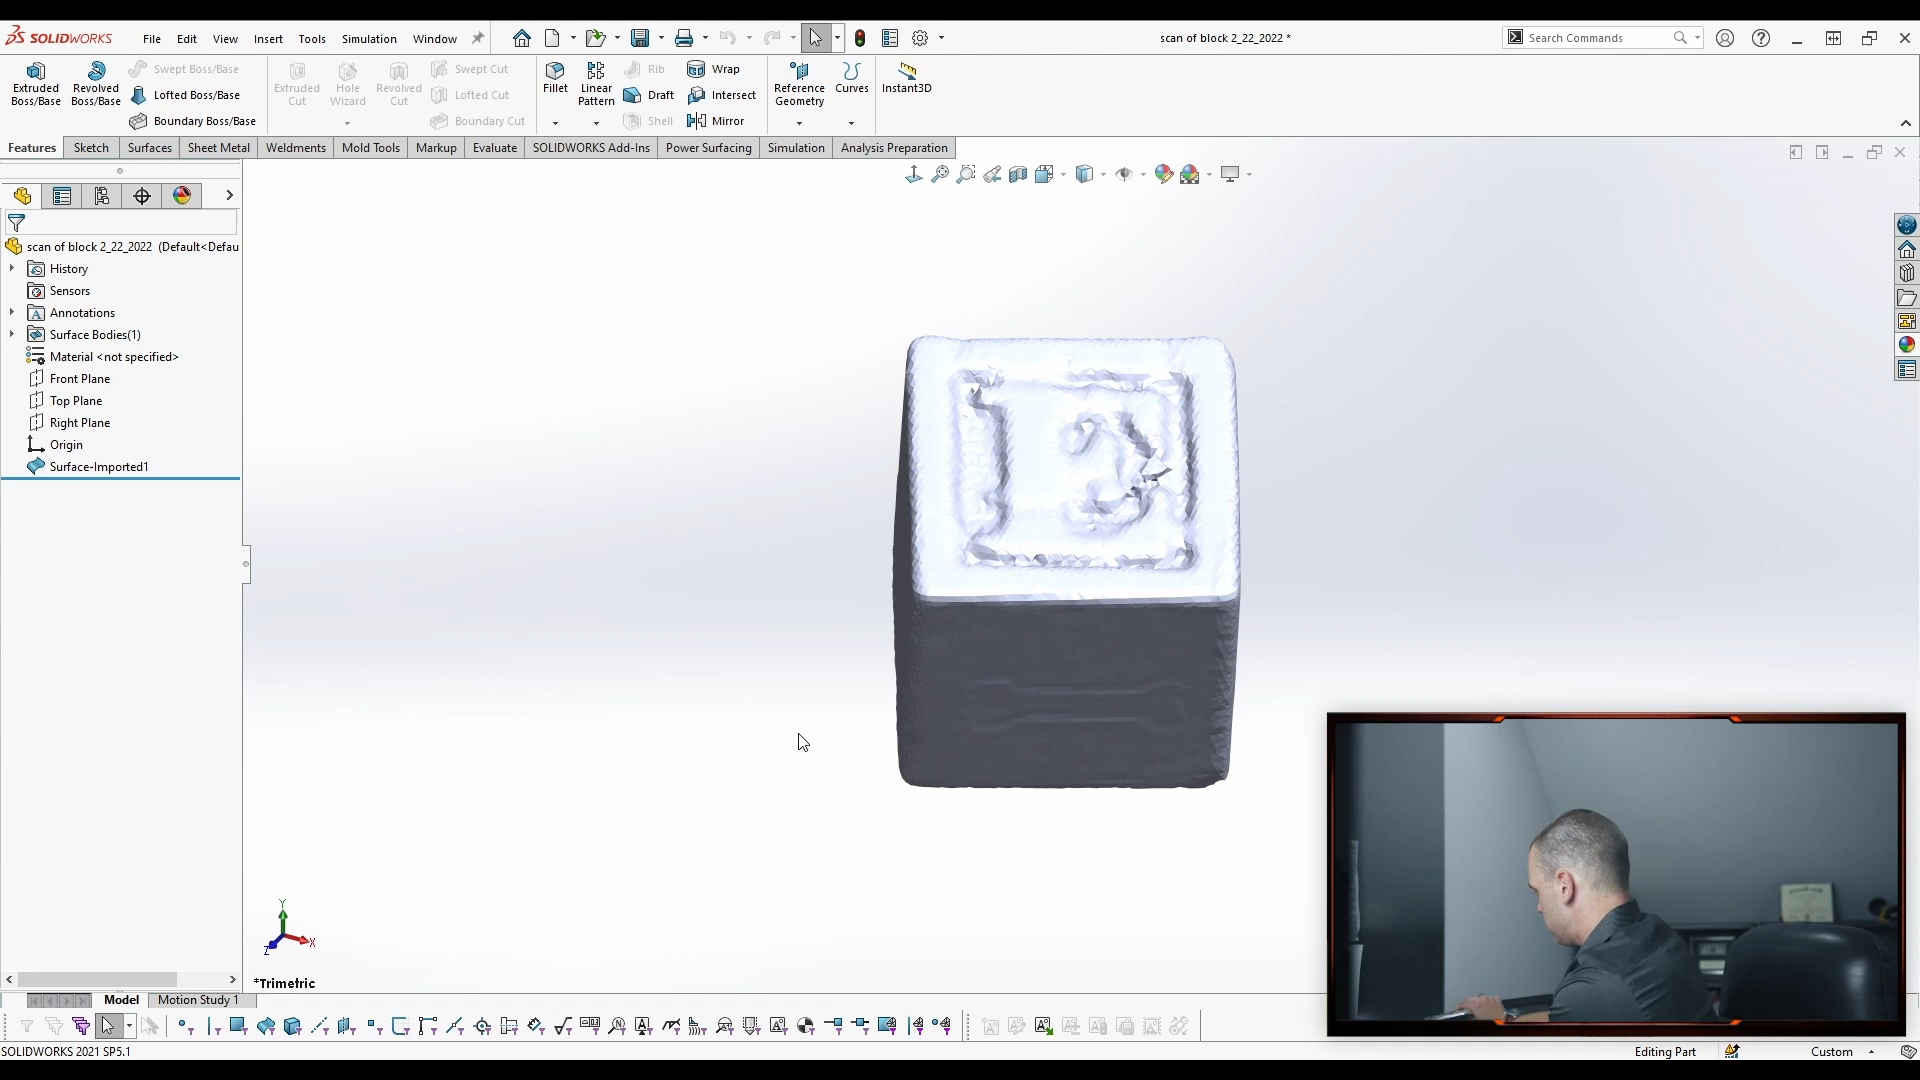 SOLIDWORKS File Edit View Insert Tools Simulation Window scan of block 2_22_2022 * Search Commands
Extruded Boss/Base
Revolved Boss/Base
Swept Boss/Base
Lofted Boss/Base
Boundary Boss/Base
Extruded Cut
Hole Wizard
Revolved Cut
Swept Cut
Lofted Cut
Boundary Cut
Fillet
Linear Pattern
Rib
Draft
Shell
Wrap
Intersect
Mirror
Reference Geometry
Curves
Instant3D
Features Sketch Surfaces Sheet Metal Weldments Mold Tools Markup Evaluate SOLIDWORKS Add-Ins Power Surfacing Simulation Analysis Preparation
scan of block 2_22_2022 (Default<Defau
History
Sensors
Annotations
Surface Bodies(1)
Material <not specified>
Front Plane
Top Plane
Right Plane
Origin
Surface-Imported1
B
Y
X
Z
*Trimetric
Model Motion Study 1
SOLIDWORKS 2021 SP5.1 Editing Part Custom